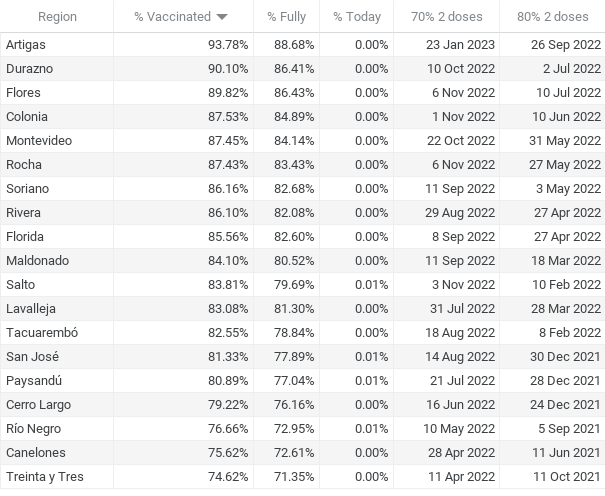 Region % Vaccinated % Fully % Today 70% 2 doses 80% 2 doses
Artigas 93.78% 88.68% 0.00% 23 Jan 2023 26 Sep 2022
Durazno 90.10% 86.41% 0.00% 10 Oct 2022 2 Jul 2022
Flores 89.82% 86.43% 0.00% 6 Nov 2022 10 Jul 2022
Colonia 87.53% 84.89% 0.00% 1 Nov 2022 10 Jun 2022
Montevideo 87.45% 84.14% 0.00% 22 Oct 2022 31 May 2022
Rocha 87.43% 83.43% 0.00% 6 Nov 2022 27 May 2022
Soriano 86.16% 82.68% 0.00% 11 Sep 2022 3 May 2022
Rivera 86.10% 82.08% 0.00% 29 Aug 2022 27 Apr 2022
Florida 85.56% 82.60% 0.00% 8 Sep 2022 27 Apr 2022
Maldonado 84.10% 80.52% 0.00% 11 Sep 2022 18 Mar 2022
Salto 83.81% 79.69% 0.01% 3 Nov 2022 10 Feb 2022
Lavalleja 83.08% 81.30% 0.00% 31 Jul 2022 28 Mar 2022
Tacuarembó 82.55% 78.84% 0.00% 18 Aug 2022 8 Feb 2022
San José 81.33% 77.89% 0.01% 14 Aug 2022 30 Dec 2021
Paysandú 80.89% 77.04% 0.01% 21 Jul 2022 28 Dec 2021
Cerro Largo 79.22% 76.16% 0.00% 16 Jun 2022 24 Dec 2021
Río Negro 76.66% 72.95% 0.01% 10 May 2022 5 Sep 2021
Canelones 75.62% 72.61% 0.00% 28 Apr 2022 11 Jun 2021
Treinta y Tres 74.62% 71.35% 0.00% 11 Apr 2022 11 Oct 2021